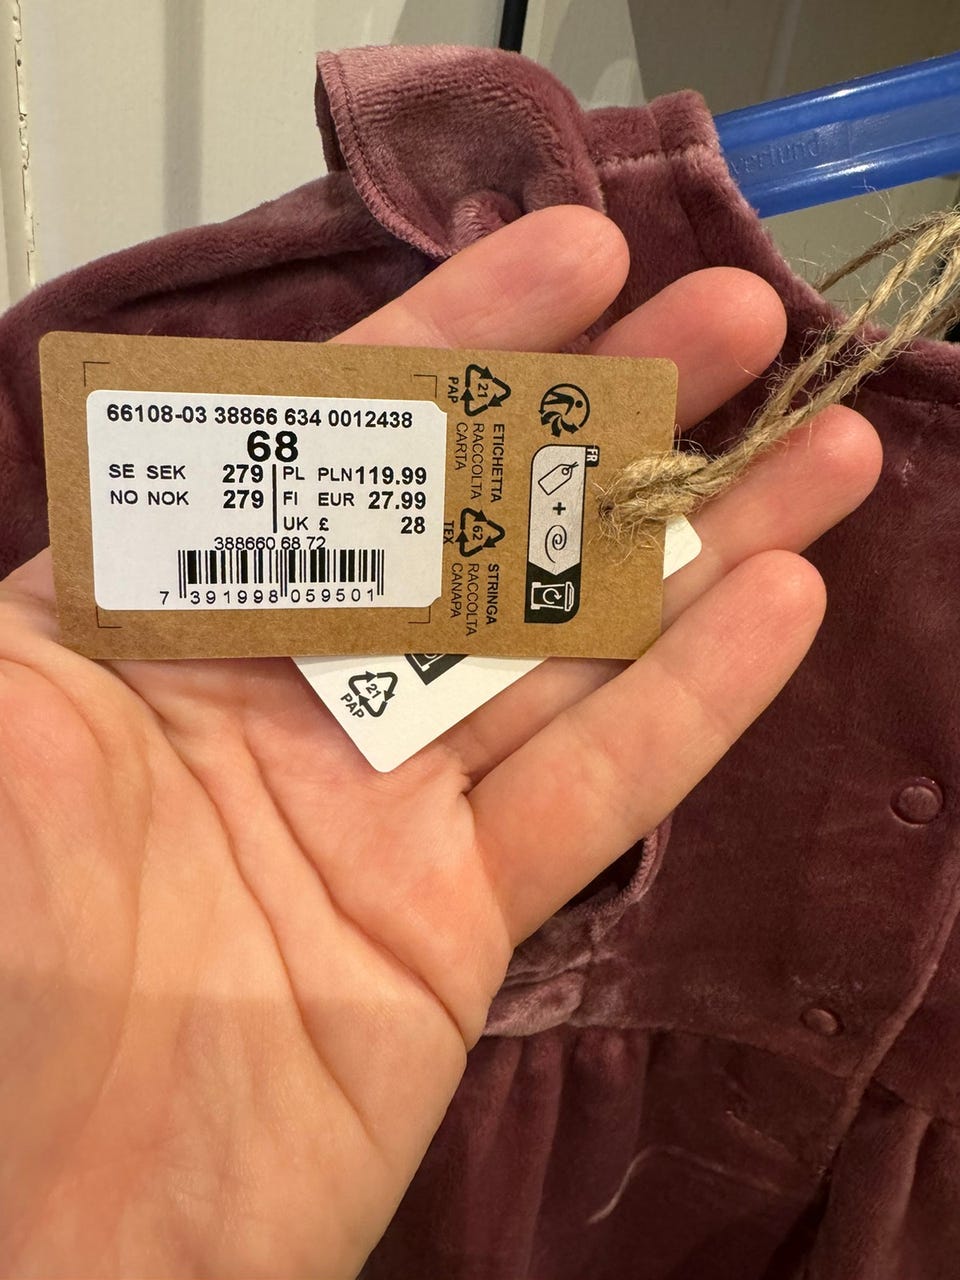 66108-03 38866 634 0012438
68
SE SEK 279 PL PLN119.99
NO NOK 279 FI EUR 27.99
UK £ 28
388660 68 72
7 391998 059501
21
PAP
ETICHETTA
RACCOLTA
CARTA
62
TEX
STRINGA
RACCOLTA
CANAPA
FR
+
21
PAP